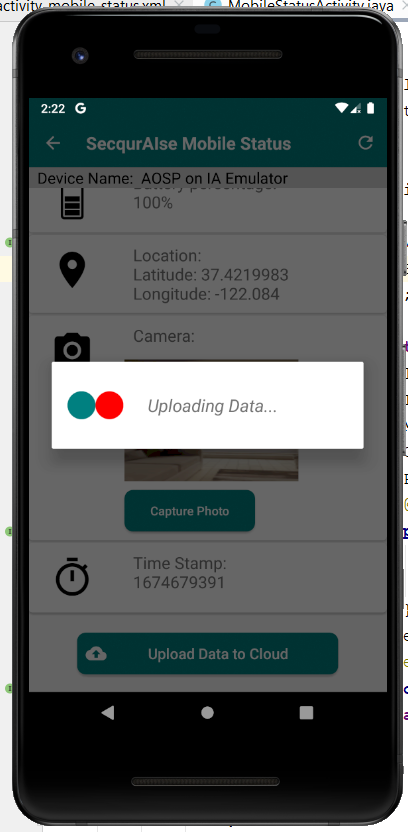 activity_mobile_status.xml
MobileStatusActivity.java
2:22 G
SecqurAIse Mobile Status
Device Name: AOSP on IA Emulator
Battery percentage:
100%
Location:
Latitude: 37.4219983
Longitude: -122.084
Camera:
Uploading Data...
Capture Photo
Time Stamp:
1674679391
Upload Data to Cloud